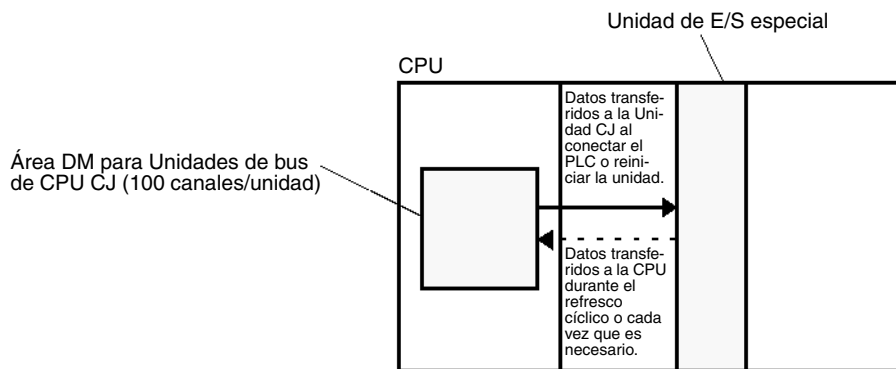 Unidad de E/S especial
CPU
Datos transfe-
ridos a la Uni-
dad CJ al
conectar el
PLC o reini-
ciar la unidad.
Área DM para Unidades de bus
de CPU CJ (100 canales/unidad)
Datos transfe-
ridos a la CPU
durante el
refresco
cíclico o cada
vez que es
necesario.